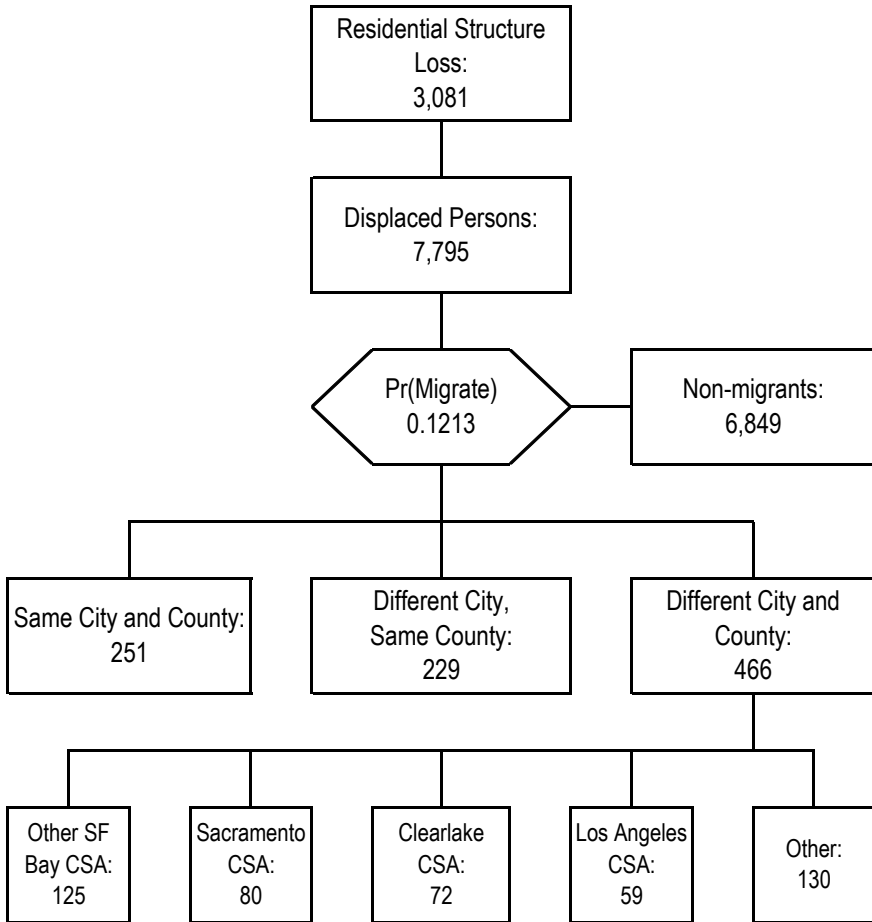 Residential Structure
Loss:
3,081
Displaced Persons:
7,795
Pr(Migrate)
0.1213
Non-migrants:
6,849
Same City and County:
251
Different City,
Same County:
229
Different City and
County:
466
Other SF
Bay CSA:
125
Sacramento
CSA:
80
Clearlake
CSA:
72
Los Angeles
CSA:
59
Other:
130